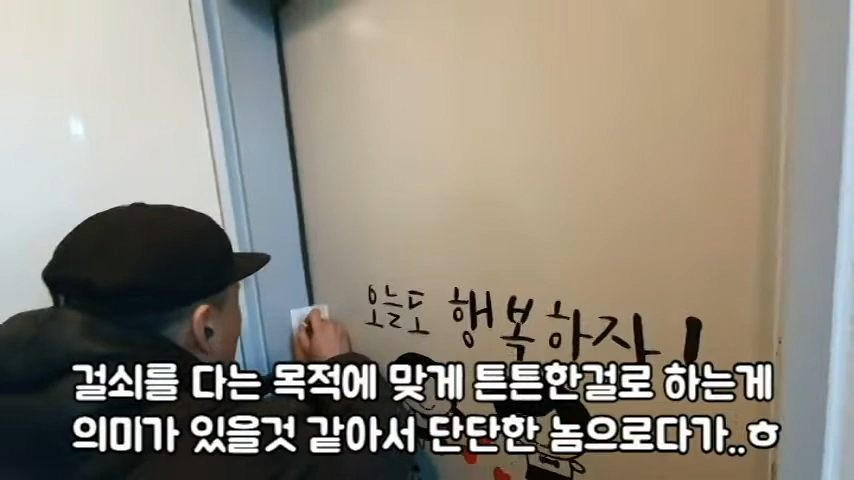 오늘도 행복하자!
걸쇠를 다는 목적에 맞게 튼튼한걸로 하는게
의미가 있을것 같아서 단단한 놈으로다가..ㅎ